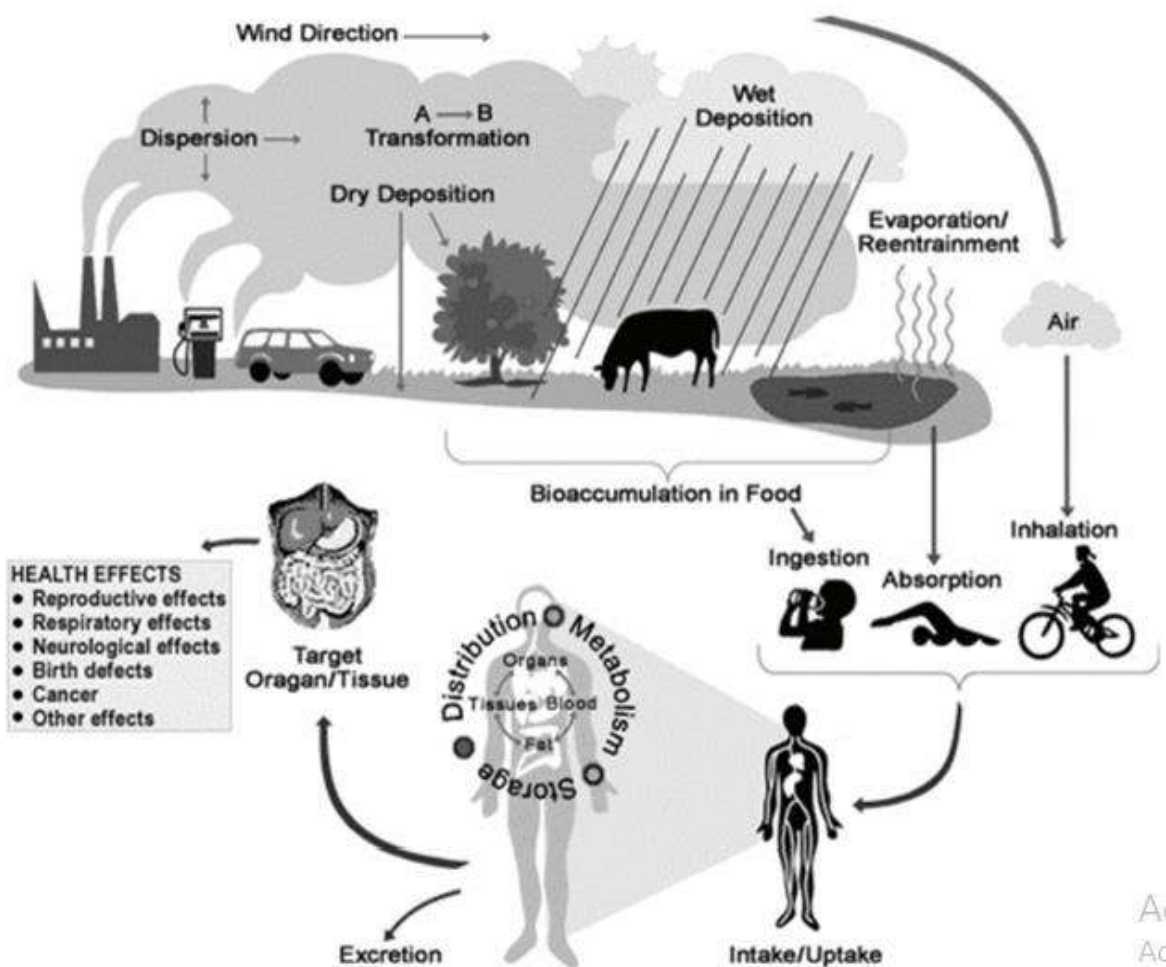 Wind Direction
Wet
Deposition
A → B
Transformation
Dispersion
Dry Deposition
Evaporation/
Reentrainment
Air
Bioaccumulation in Food
Inhalation
Ingestion
Absorption
HEALTH EFFECTS
• Reproductive effects
• Respiratory effects
• Neurological effects
• Birth defects
• Cancer
• Other effects
Target
Oragan/Tissue
Distribution
Metabolism
Storage
Organs
Tissues
Blood
Fat
Excretion
Intake/Uptake